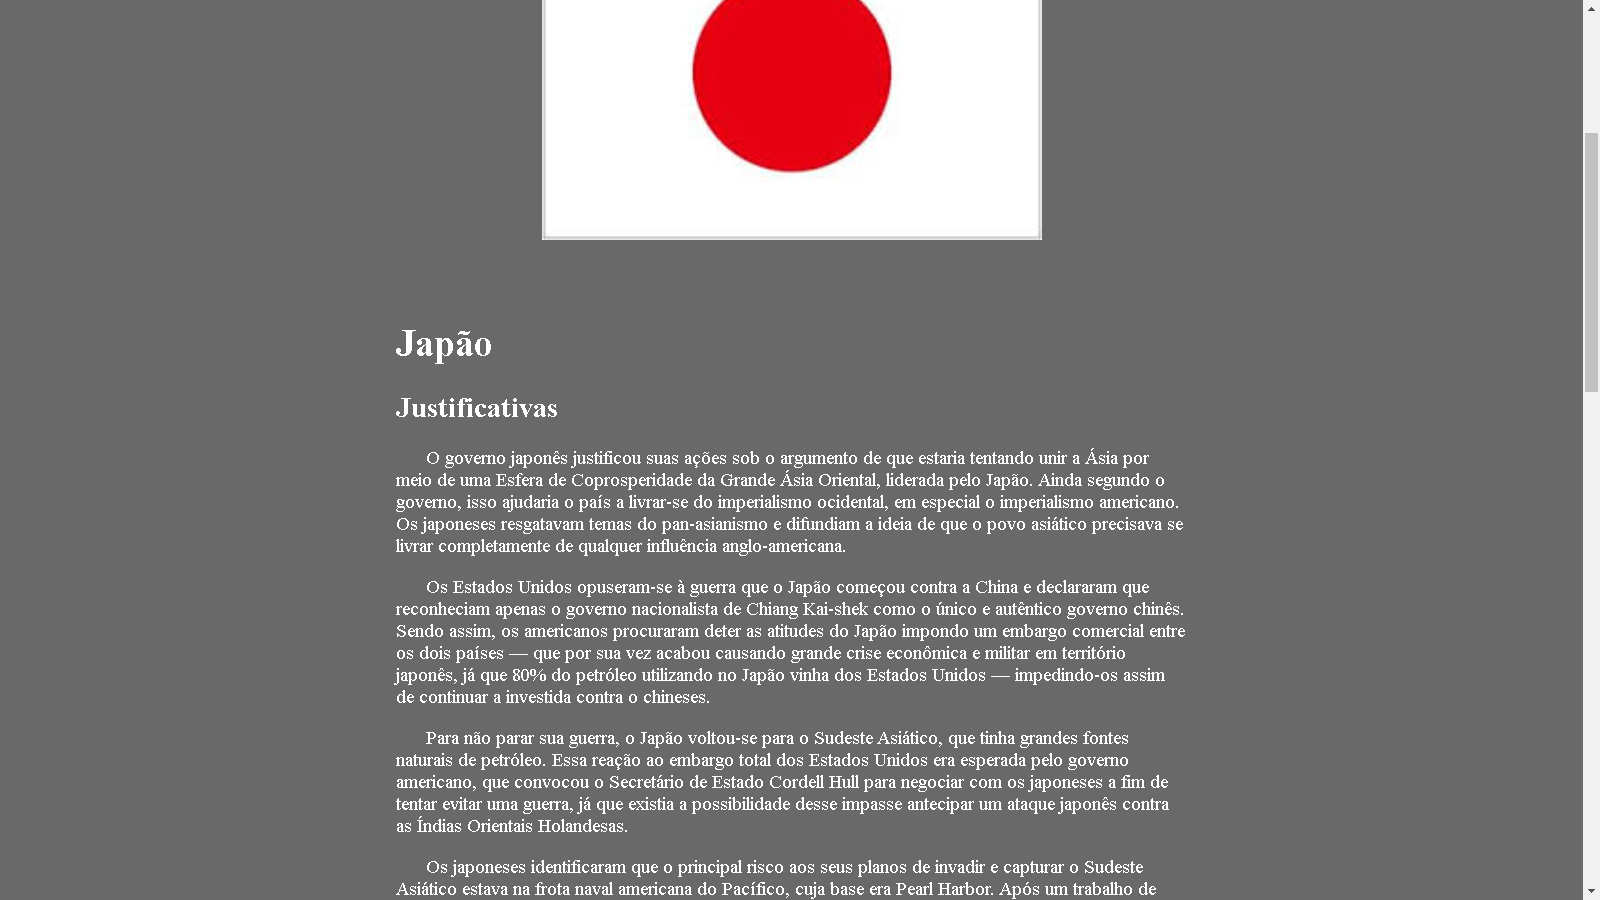 Japão
Justificativas
O governo japonês justificou suas ações sob o argumento de que estaria tentando unir a Ásia por
meio de uma Esfera de Coprosperidade da Grande Ásia Oriental, liderada pelo Japão. Ainda segundo o
governo, isso ajudaria o país a livrar-se do imperialismo ocidental, em especial o imperialismo americano.
Os japoneses resgatavam temas do pan-asianismo e difundiam a ideia de que o povo asiático precisava se
livrar completamente de qualquer influência anglo-americana.
Os Estados Unidos opuseram-se à guerra que o Japão começou contra a China e declararam que
reconheciam apenas o governo nacionalista de Chiang Kai-shek como o único e autêntico governo chinês.
Sendo assim, os americanos procuraram deter as atitudes do Japão impondo um embargo comercial entre
os dois países — que por sua vez acabou causando grande crise econômica e militar em território
japonês, já que 80% do petróleo utilizando no Japão vinha dos Estados Unidos — impedindo-os assim
de continuar a investida contra o chineses.
Para não parar sua guerra, o Japão voltou-se para o Sudeste Asiático, que tinha grandes fontes
naturais de petróleo. Essa reação ao embargo total dos Estados Unidos era esperada pelo governo
americano, que convocou o Secretário de Estado Cordell Hull para negociar com os japoneses a fim de
tentar evitar uma guerra, já que existia a possibilidade desse impasse antecipar um ataque japonês contra
as Índias Orientais Holandesas.
Os japoneses identificaram que o principal risco aos seus planos de invadir e capturar o Sudeste
Asiático estava na frota naval americana do Pacífico, cuja base era Pearl Harbor. Após um trabalho de